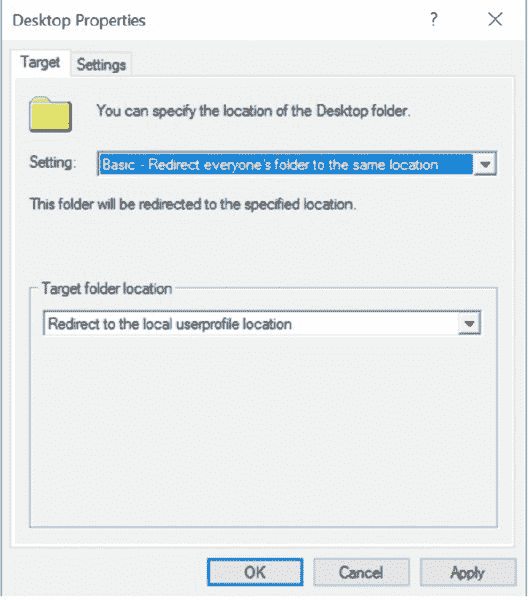 Desktop Properties
?
Target
Settings
You can specify the location of the Desktop folder.
Setting:
Basic - Redirect everyone's folder to the same location
This folder will be redirected to the specified location.
Target folder location
Redirect to the local userprofile location
OK
Cancel
Apply